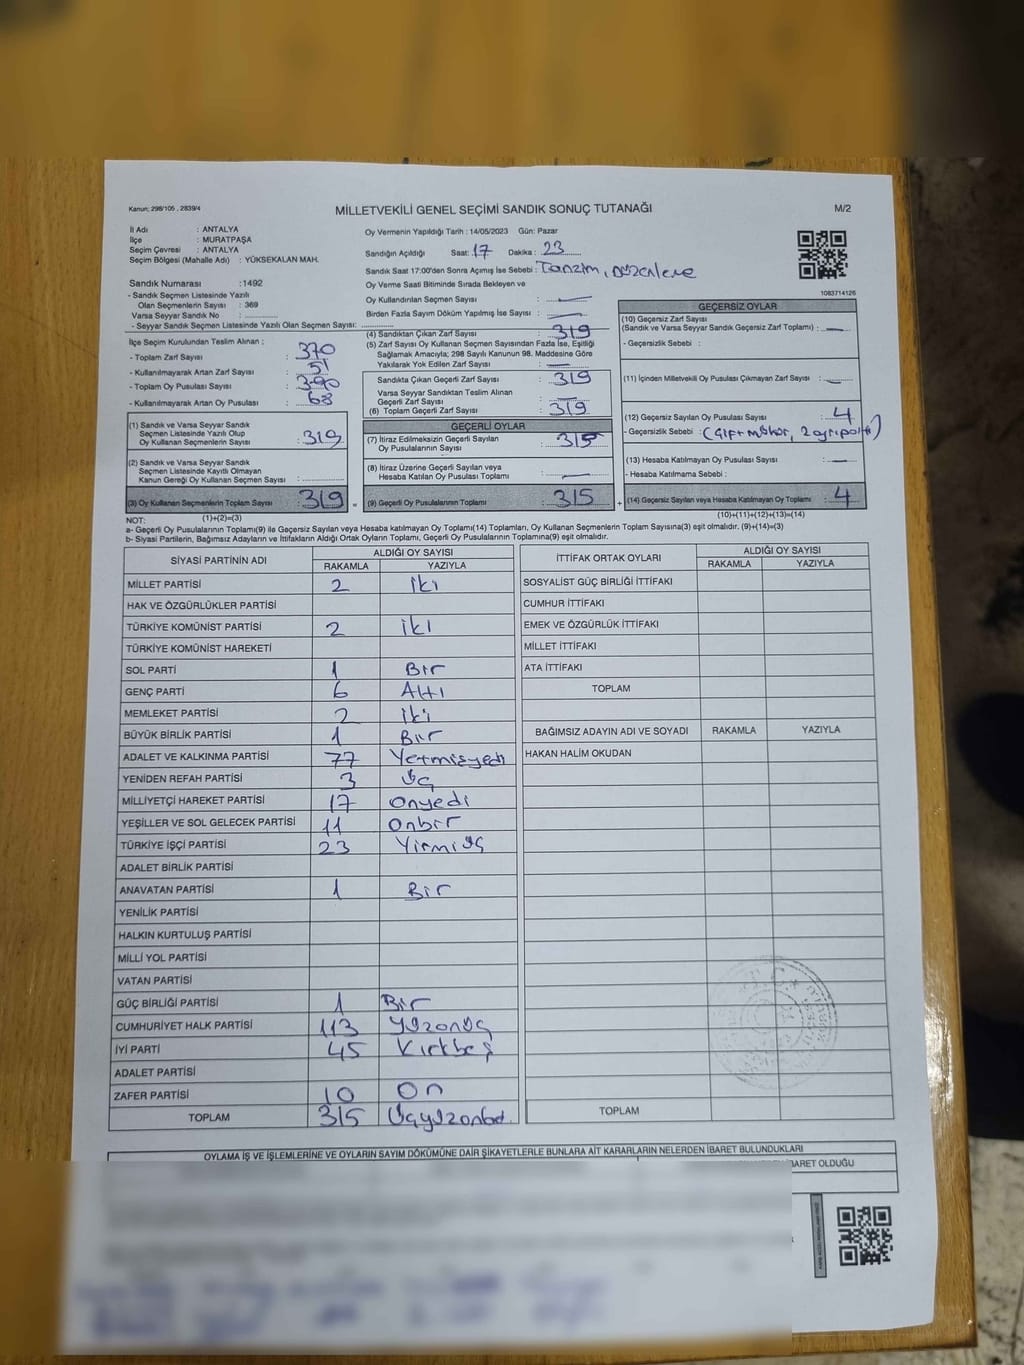 Kanun; 298/105 , 2839/4
MİLLETVEKİLİ GENEL SEÇİMİ SANDIK SONUÇ TUTANAĞI
M/2
İl Adı : ANTALYA
İlçe : MURATPAŞA
Seçim Çevresi : ANTALYA
Seçim Bölgesi (Mahalle Adı) : YÜKSEKALAN MAH.
Sandık Numarası :1492
- Sandık Seçmen Listesinde Yazılı
Olan Seçmenlerin Sayısı : 369
Varsa Seyyar Sandık No :
- Seyyar Sandık Seçmen Listesinde Yazılı Olan Seçmen Sayısı:
Oy Vermenin Yapıldığı Tarih : 14/05/2023 Gün: Pazar
Sandığın Açıldığı Saat: 17 Dakika : 23
Sandık Saat 17:00'den Sonra Açımış İse Sebebi : Tanzim, Düzenleme
Oy Verme Saati Bitiminde Sırada Bekleyen ve
Oy Kullandırılan Seçmen Sayısı : —
Birden Fazla Sayım Döküm Yapılmış İse Sayısı : —
1083714126
İlçe Seçim Kurulundan Teslim Alınan ;
- Toplam Zarf Sayısı : 370
- Kullanılmayarak Artan Zarf Sayısı : 51
- Toplam Oy Pusulası Sayısı :
- Kullanılmayarak Artan Oy Pusulası : 68
(4) Sandıktan Çıkan Zarf Sayısı : 319
(5) Zarf Sayısı Oy Kullanan Seçmen Sayısından Fazla İse, Eşitliği
Sağlamak Amacıyla; 298 Sayılı Kanunun 98. Maddesine Göre
Yakılarak Yok Edilen Zarf Sayısı : —
Sandıkta Çıkan Geçerli Zarf Sayısı : 319
Varsa Seyyar Sandıktan Teslim Alınan
Geçerli Zarf Sayısı : —
(6) Toplam Geçerli Zarf Sayısı : 319
GEÇERSİZ OYLAR
(10) Geçersiz Zarf Sayısı
(Sandık ve Varsa Seyyar Sandık Geçersiz Zarf Toplamı) : —
- Geçersizlik Sebebi :
(11) İçinden Milletvekili Oy Pusulası Çıkmayan Zarf Sayısı : —
(12) Geçersiz Sayılan Oy Pusulası Sayısı : 4
- Geçersizlik Sebebi : (Çift mühür, 2 ayrı parti)
(13) Hesaba Katılmayan Oy Pusulası Sayısı : —
- Hesaba Katılmama Sebebi :
(14) Geçersiz Sayılan veya Hesaba Katılmayan Oy Toplamı : 4
(10)+(11)+(12)+(13)=(14)
(1) Sandık ve Varsa Seyyar Sandık
Seçmen Listesinde Yazılı Olup
Oy Kullanan Seçmenlerin Sayısı : 319
(2) Sandık ve Varsa Seyyar Sandık
Seçmen Listesinde Kayıtlı Olmayan
Kanun Gereği Oy Kullanan Seçmen Sayısı :
(3) Oy Kullanan Seçmenlerin Toplam Sayısı : 319 =
(1)+(2)=(3)
GEÇERLİ OYLAR
(7) İtiraz Edilmeksizin Geçerli Sayılan
Oy Pusulalarının Sayısı : 315
(8) İtiraz Üzerine Geçerli Sayılan veya
Hesaba Katılan Oy Pusulası Toplamı : —
(9) Geçerli Oy Pusulalarının Toplamı : 315 +
NOT:
a- Geçerli Oy Pusulalarının Toplamı(9) ile Geçersiz Sayılan veya Hesaba katılmayan Oy Toplamı(14) Toplamları, Oy Kullanan Seçmenlerin Toplam Sayısına(3) eşit olmalıdır. (9)+(14)=(3)
b- Siyasi Partilerin, Bağımsız Adayların ve İttifakların Aldığı Ortak Oyların Toplamı, Geçerli Oy Pusulalarının Toplamına(9) eşit olmalıdır.
SİYASİ PARTİNİN ADI ALDIĞI OY SAYISI
RAKAMLA YAZIYLA
MİLLET PARTİSİ 2 İki
HAK VE ÖZGÜRLÜKLER PARTİSİ
TÜRKİYE KOMÜNİST PARTİSİ 2 İki
TÜRKİYE KOMÜNİST HAREKETİ
SOL PARTİ 1 Bir
GENÇ PARTİ 6 Altı
MEMLEKET PARTİSİ 2 İki
BÜYÜK BİRLİK PARTİSİ 1 Bir
ADALET VE KALKINMA PARTİSİ 77 Yetmişyedi
YENİDEN REFAH PARTİSİ 3 Üç
MİLLİYETÇİ HAREKET PARTİSİ 17 Onyedi
YEŞİLLER VE SOL GELECEK PARTİSİ 11 Onbir
TÜRKİYE İŞÇİ PARTİSİ 23 Yirmiüç
ADALET BİRLİK PARTİSİ
ANAVATAN PARTİSİ 1 Bir
YENİLİK PARTİSİ
HALKIN KURTULUŞ PARTİSİ
MİLLİ YOL PARTİSİ
VATAN PARTİSİ
GÜÇ BİRLİĞİ PARTİSİ 1 Bir
CUMHURİYET HALK PARTİSİ 113 Yüzonüç
İYİ PARTİ 45 Kırkbeş
ADALET PARTİSİ
ZAFER PARTİSİ 10 On
TOPLAM 315 Üçyüzonbeş
İTTİFAK ORTAK OYLARI ALDIĞI OY SAYISI
RAKAMLA YAZIYLA
SOSYALİST GÜÇ BİRLİĞİ İTTİFAKI
CUMHUR İTTİFAKI
EMEK VE ÖZGÜRLÜK İTTİFAKI
MİLLET İTTİFAKI
ATA İTTİFAKI
TOPLAM
BAĞIMSIZ ADAYIN ADI VE SOYADI RAKAMLA YAZIYLA
HAKAN HALİM OKUDAN
TOPLAM
OYLAMA İŞ VE İŞLEMLERİNE VE OYLARIN SAYIM DÖKÜMÜNE DAİR ŞİKAYETLERLE BUNLARA AİT KARARLARIN NELERDEN İBARET BULUNDUKLARI
BARET OLDUĞU